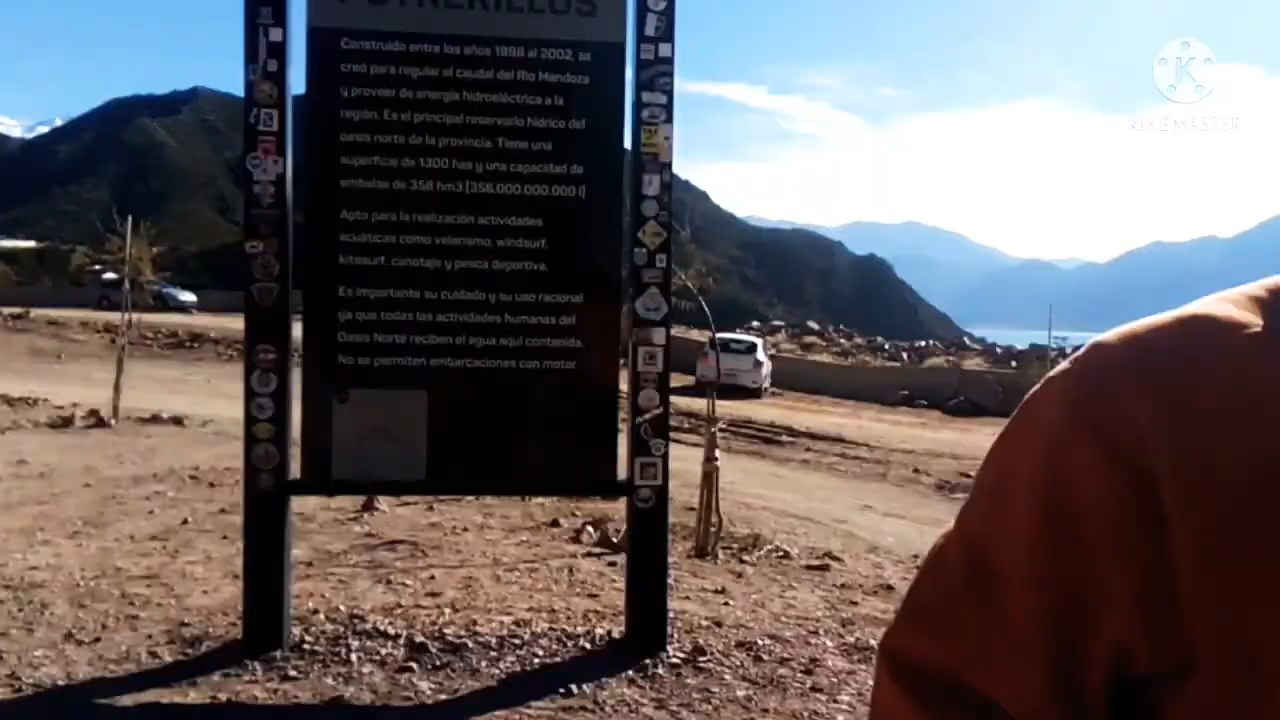 POTRERILLOS
Construido entre los años 1998 al 2002, se
creó para regular el caudal del Río Mendoza
y proveer de energía hidroeléctrica a la
región. Es el principal reservorio hídrico del
oasis norte de la provincia. Tiene una
superficie de 1300 has y una capacidad de
embalse de 356 hm3 (356.000.000.000 l)
Apto para la realización actividades
acuáticas como velerismo, windsurf,
kitesurf, canotaje y pesca deportiva.
Es importante su cuidado y su uso racional
ya que todas las actividades humanas del
Oasis Norte reciben el agua aquí contenida.
No se permiten embarcaciones con motor
K
KINEMASTER